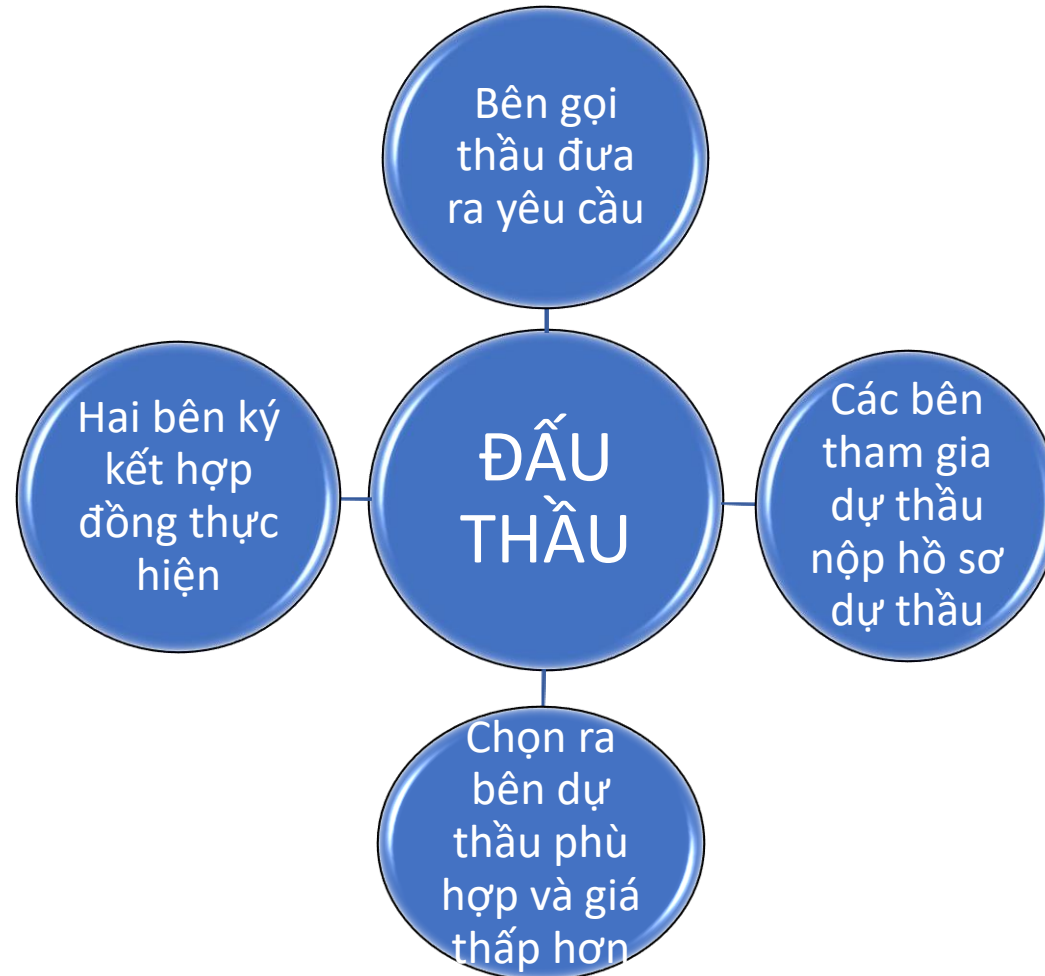 Bên gọi
thầu đưa
ra yêu cầu
ĐẤU
THẦU
Các bên
tham gia
dự thầu
nộp hồ sơ
dự thầu
Chọn ra
bên dự
thầu phù
hợp và giá
thấp hơn
Hai bên ký
kết hợp
đồng thực
hiện